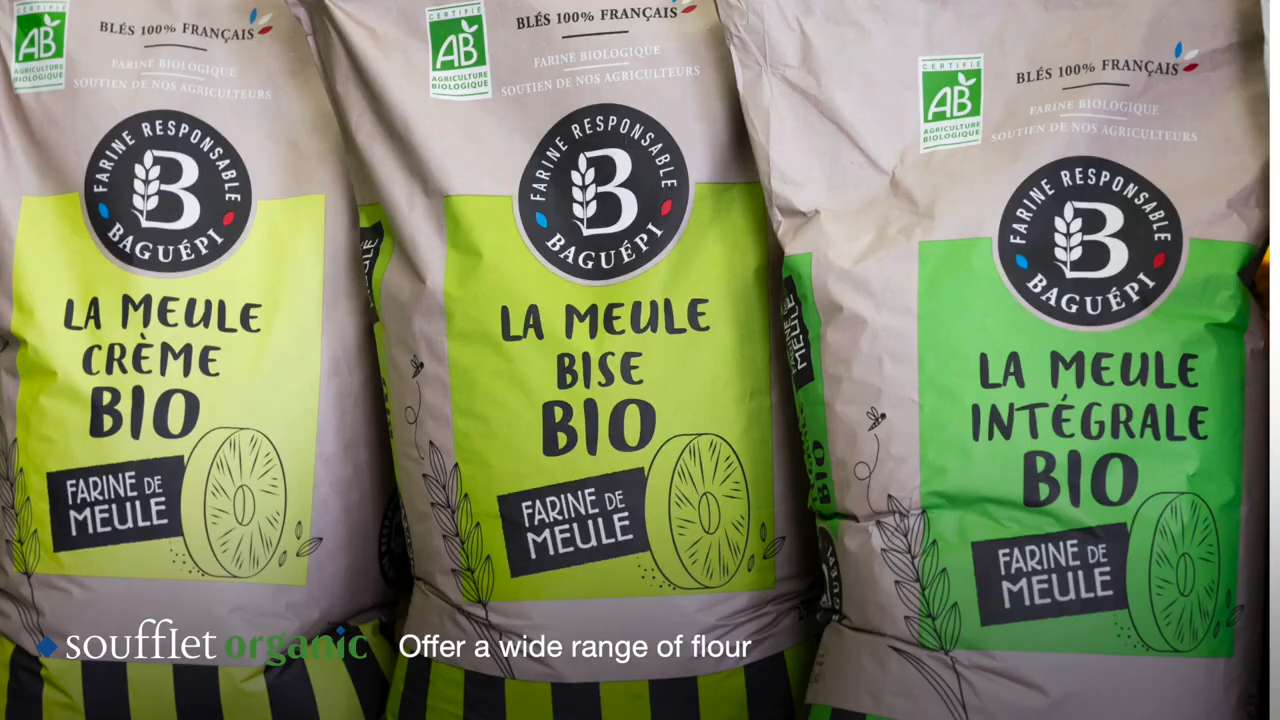 CERTIFIÉ
AB
AGRICULTURE
BIOLOGIQUE
BLÉS 100% FRANÇAIS
FARINE BIOLOGIQUE
SOUTIEN DE NOS AGRICULTEURS
FARINE RESPONSABLE
B
BAGUÉPI
LA MEULE
CRÈME
BIO
FARINE DE
MEULE
CERTIFIÉ
AB
AGRICULTURE
BIOLOGIQUE
BLÉS 100% FRANÇAIS
FARINE BIOLOGIQUE
SOUTIEN DE NOS AGRICULTEURS
FARINE RESPONSABLE
B
BAGUÉPI
LA MEULE
BISE
BIO
FARINE DE
MEULE
MEULE
BIO
CERTIFIÉ
AB
AGRICULTURE
BIOLOGIQUE
BLÉS 100% FRANÇAIS
FARINE BIOLOGIQUE
SOUTIEN DE NOS AGRICULTEURS
FARINE RESPONSABLE
B
BAGUÉPI
LA MEULE
INTÉGRALE
BIO
FARINE DE
MEULE
soufflet organic Offer a wide range of flour